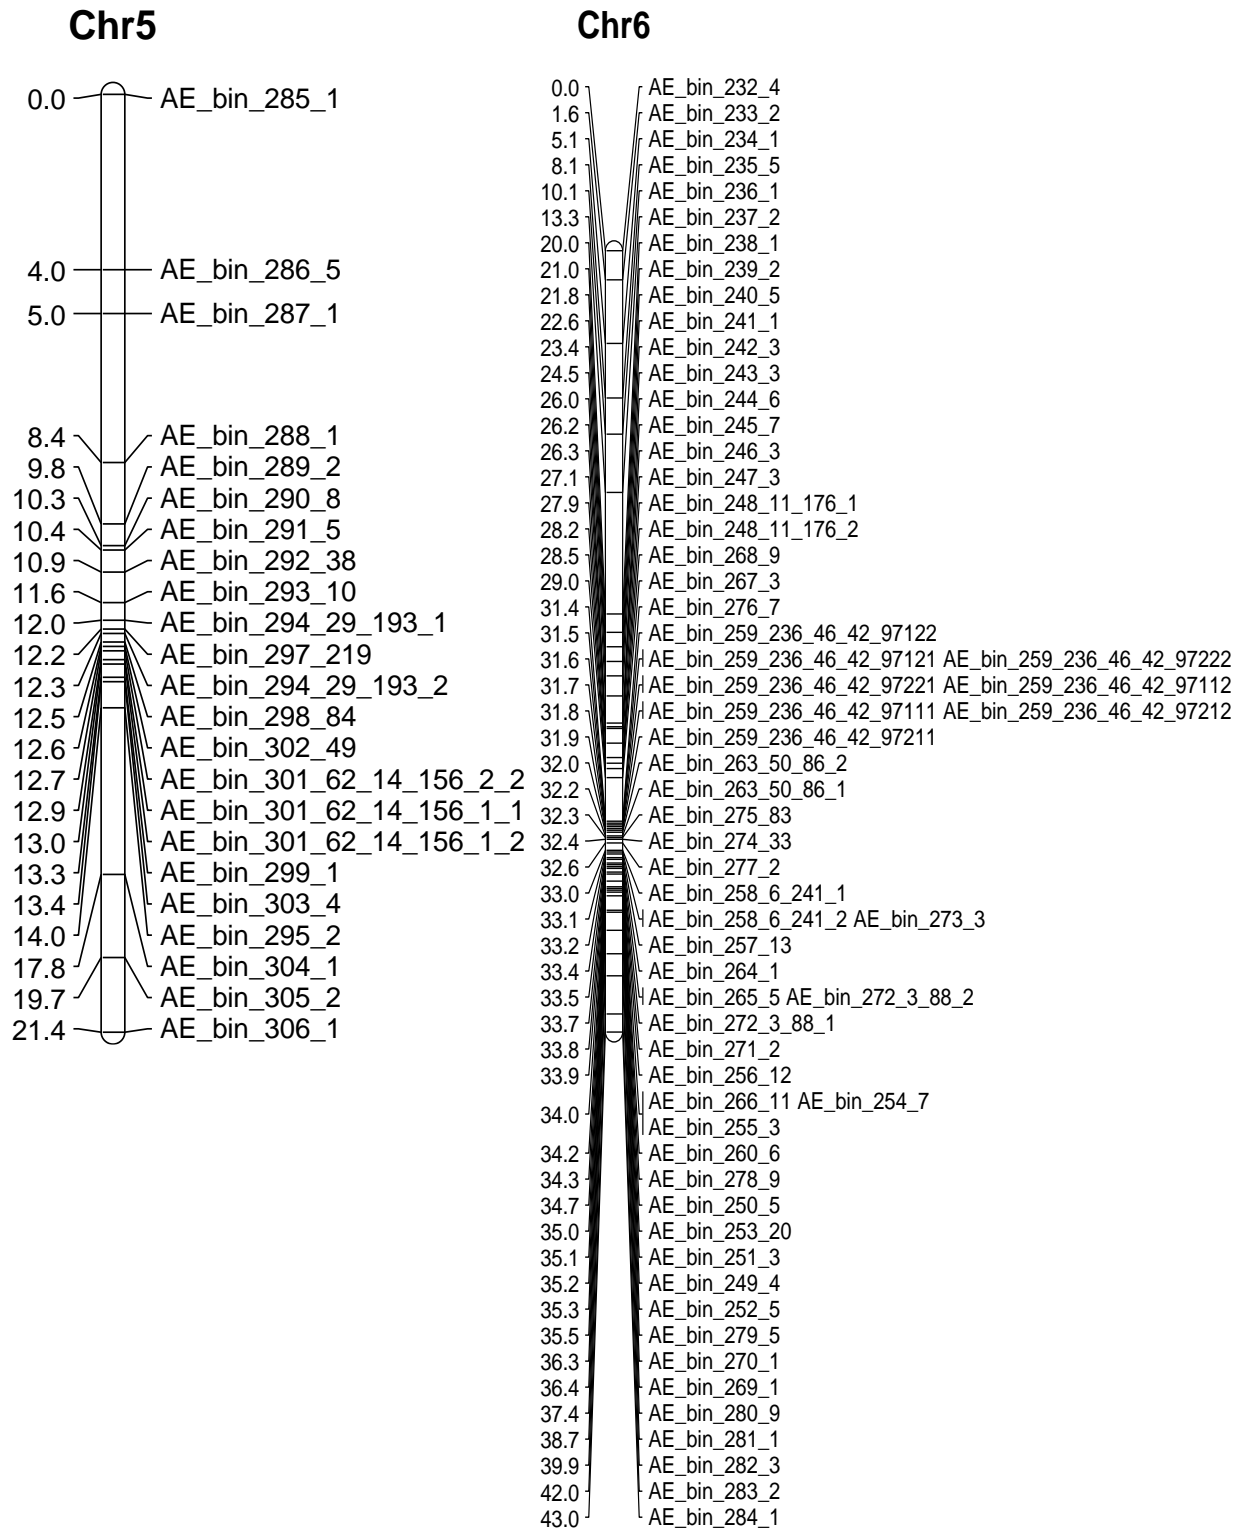 Chr5
0.0 AE_bin_285_1
4.0 AE_bin_286_5
5.0 AE_bin_287_1
8.4 AE_bin_288_1
9.8 AE_bin_289_2
10.3 AE_bin_290_8
10.4 AE_bin_291_5
10.9 AE_bin_292_38
11.6 AE_bin_293_10
12.0 AE_bin_294_29_193_1
12.2 AE_bin_297_219
12.3 AE_bin_294_29_193_2
12.5 AE_bin_298_84
12.6 AE_bin_302_49
12.7 AE_bin_301_62_14_156_2_2
12.9 AE_bin_301_62_14_156_1_1
13.0 AE_bin_301_62_14_156_1_2
13.3 AE_bin_299_1
13.4 AE_bin_303_4
14.0 AE_bin_295_2
17.8 AE_bin_304_1
19.7 AE_bin_305_2
21.4 AE_bin_306_1
Chr6
0.0 AE_bin_232_4
1.6 AE_bin_233_2
5.1 AE_bin_234_1
8.1 AE_bin_235_5
10.1 AE_bin_236_1
13.3 AE_bin_237_2
20.0 AE_bin_238_1
21.0 AE_bin_239_2
21.8 AE_bin_240_5
22.6 AE_bin_241_1
23.4 AE_bin_242_3
24.5 AE_bin_243_3
26.0 AE_bin_244_6
26.2 AE_bin_245_7
26.3 AE_bin_246_3
27.1 AE_bin_247_3
27.9 AE_bin_248_11_176_1
28.2 AE_bin_248_11_176_2
28.5 AE_bin_268_9
29.0 AE_bin_267_3
31.4 AE_bin_276_7
31.5 AE_bin_259_236_46_42_97122
31.6 AE_bin_259_236_46_42_97121 AE_bin_259_236_46_42_97222
31.7 AE_bin_259_236_46_42_97221 AE_bin_259_236_46_42_97112
31.8 AE_bin_259_236_46_42_97111 AE_bin_259_236_46_42_97212
31.9 AE_bin_259_236_46_42_97211
32.0 AE_bin_263_50_86_2
32.2 AE_bin_263_50_86_1
32.3 AE_bin_275_83
32.4 AE_bin_274_33
32.6 AE_bin_277_2
33.0 AE_bin_258_6_241_1
33.1 AE_bin_258_6_241_2 AE_bin_273_3
33.2 AE_bin_257_13
33.4 AE_bin_264_1
33.5 AE_bin_265_5 AE_bin_272_3_88_2
33.7 AE_bin_272_3_88_1
33.8 AE_bin_271_2
33.9 AE_bin_256_12
34.0 AE_bin_266_11 AE_bin_254_7
AE_bin_255_3
34.2 AE_bin_260_6
34.3 AE_bin_278_9
34.7 AE_bin_250_5
35.0 AE_bin_253_20
35.1 AE_bin_251_3
35.2 AE_bin_249_4
35.3 AE_bin_252_5
35.5 AE_bin_279_5
36.3 AE_bin_270_1
36.4 AE_bin_269_1
37.4 AE_bin_280_9
38.7 AE_bin_281_1
39.9 AE_bin_282_3
42.0 AE_bin_283_2
43.0 AE_bin_284_1